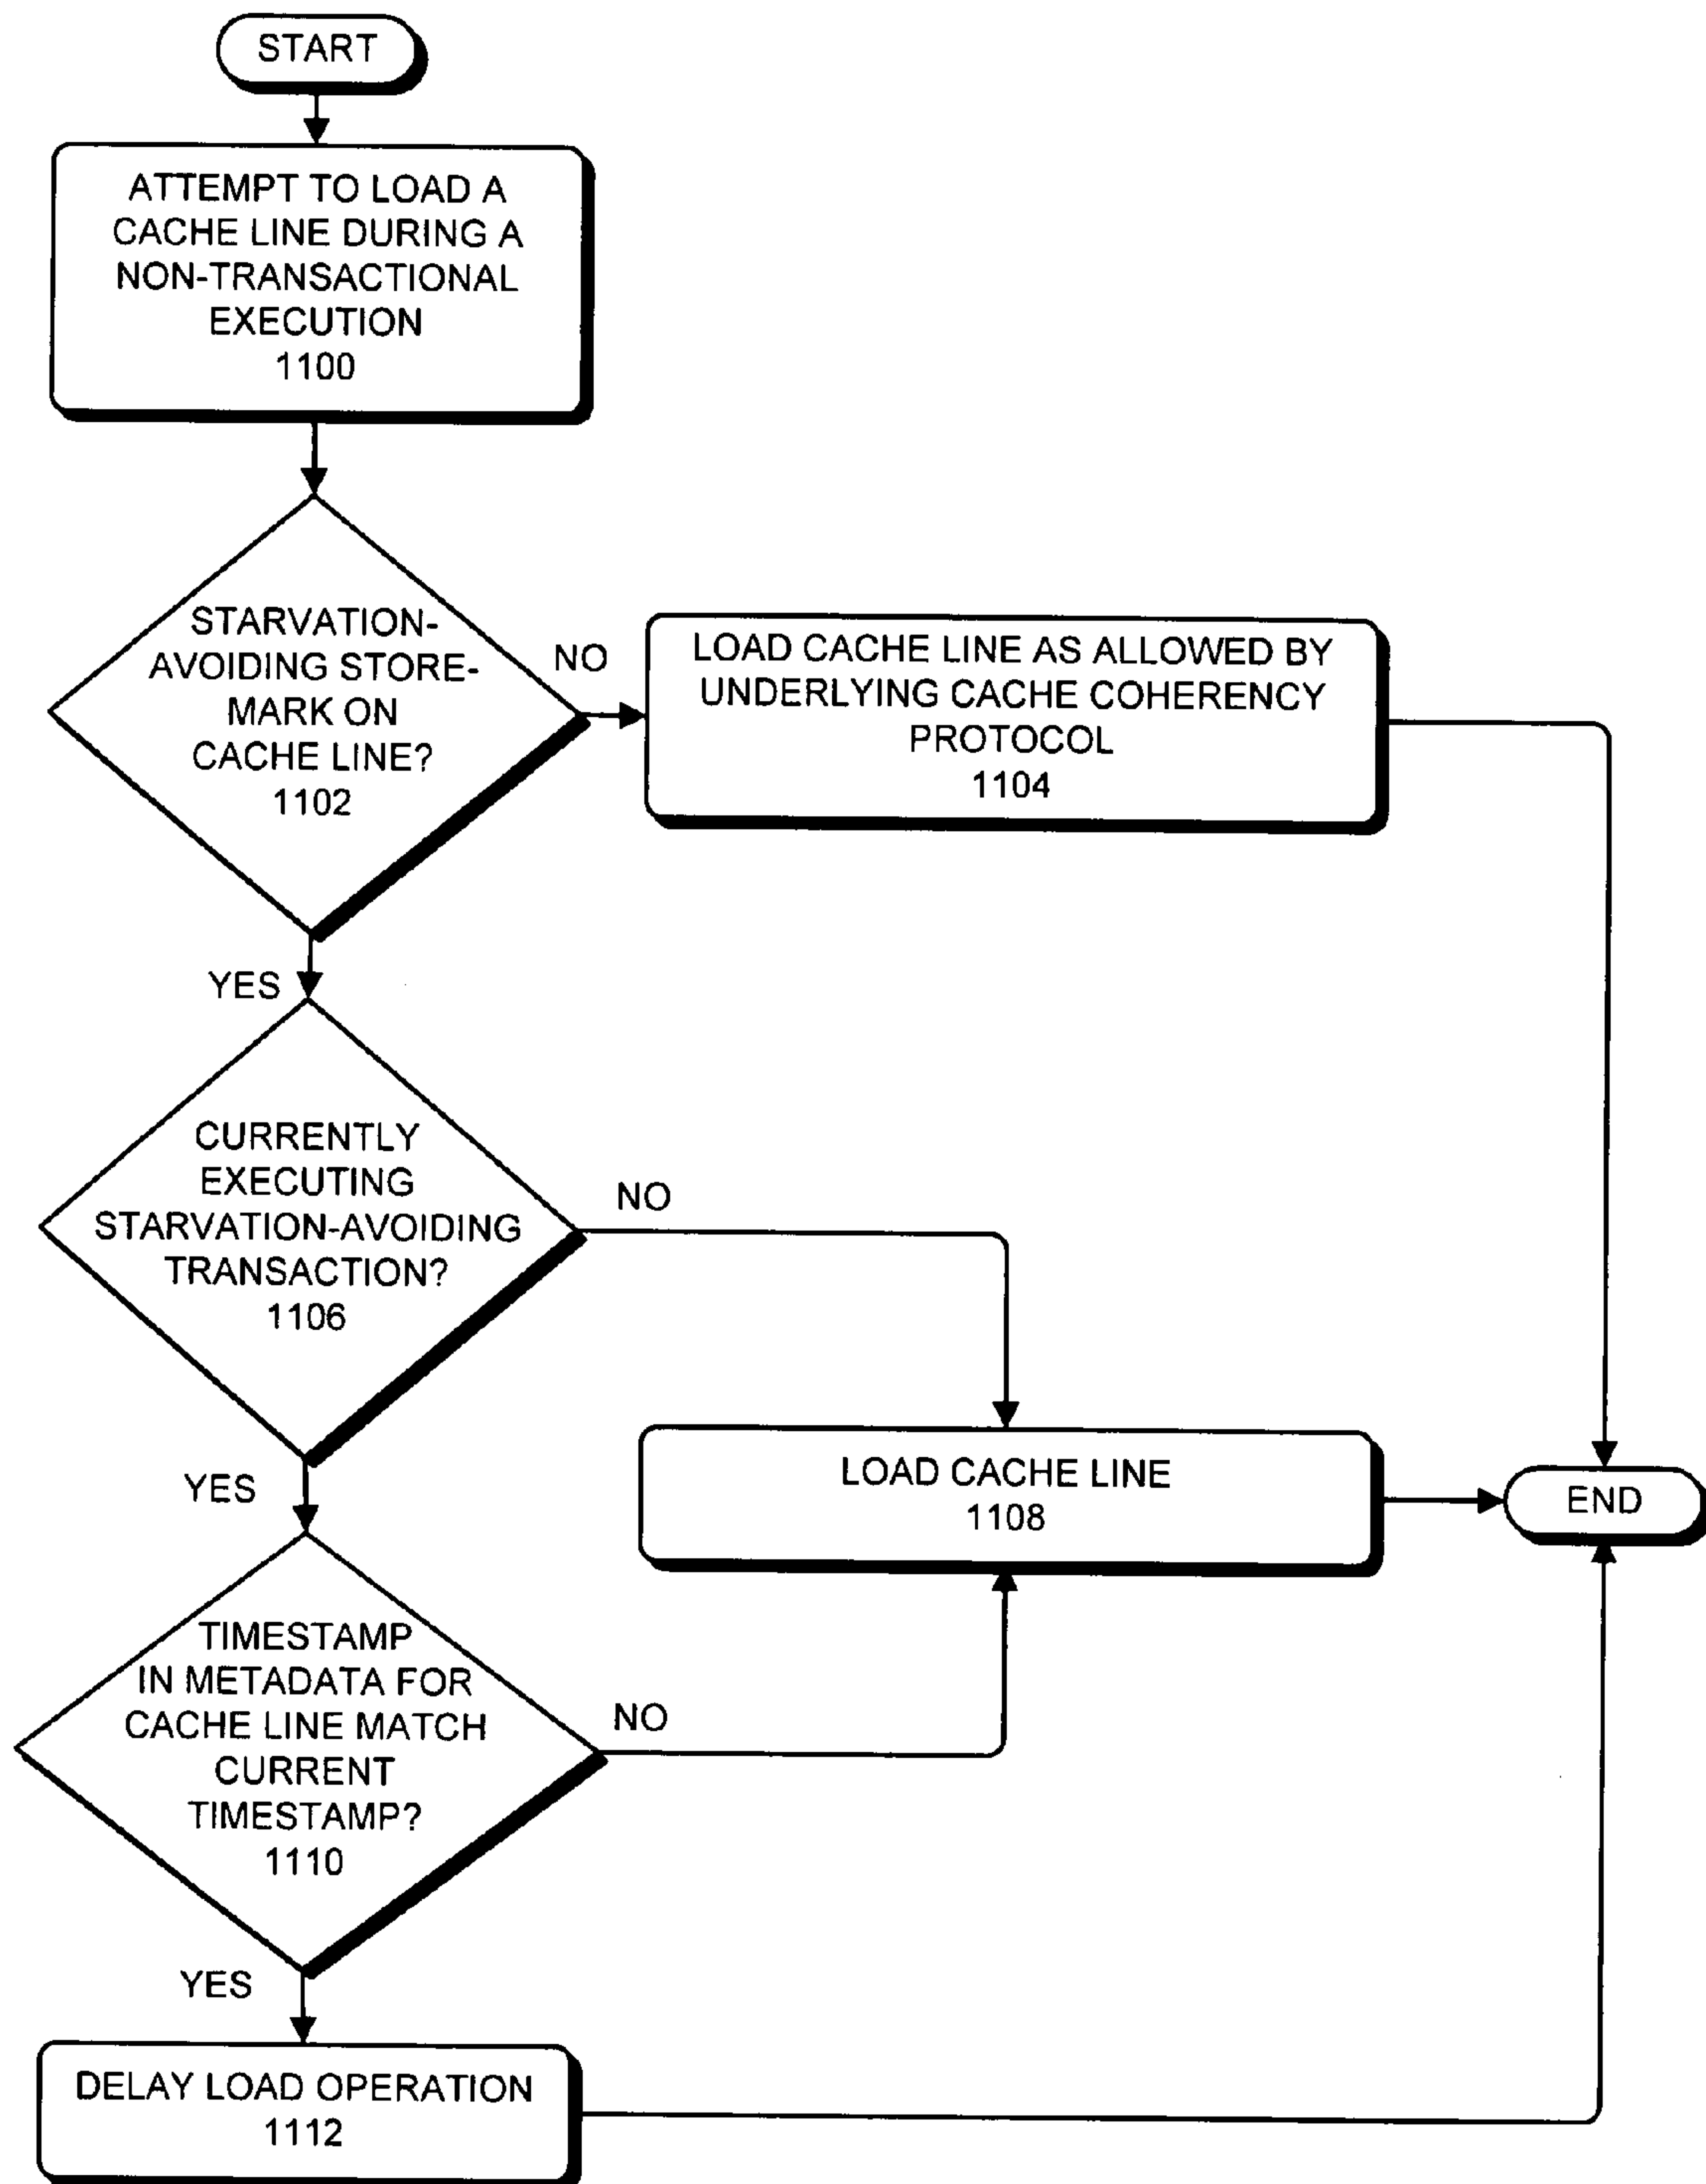 START
ATTEMPT TO LOAD A
CACHE LINE DURING A
NON-TRANSACTIONAL
EXECUTION
1100
STARVATION-
AVOIDING STORE-
MARK ON
CACHE LINE?
1102
NO
LOAD CACHE LINE AS ALLOWED BY
UNDERLYING CACHE COHERENCY
PROTOCOL
1104
YES
CURRENTLY
EXECUTING
STARVATION-AVOIDING
TRANSACTION?
1106
NO
LOAD CACHE LINE
1108
END
YES
TIMESTAMP
IN METADATA FOR
CACHE LINE MATCH
CURRENT
TIMESTAMP?
1110
NO
YES
DELAY LOAD OPERATION
1112